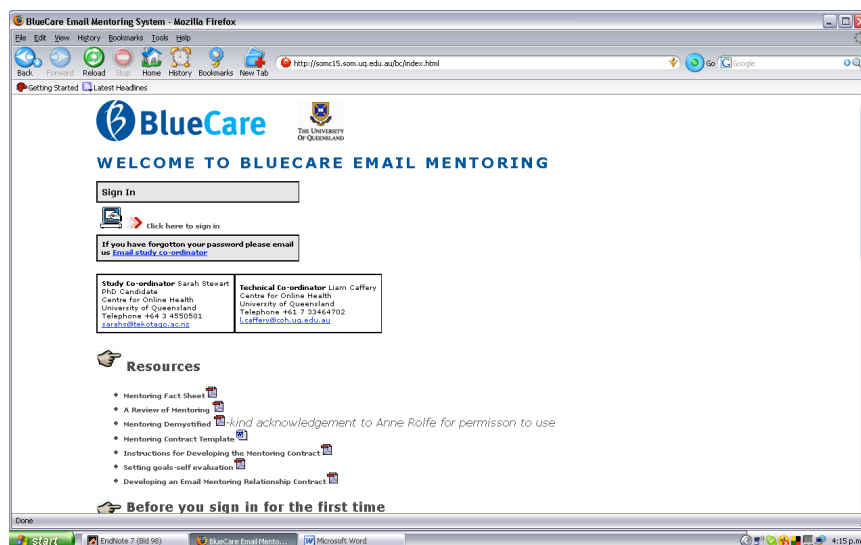 BlueCare Email Mentoring System - Mozilla Firefox
File Edit View History Bookmarks Tools Help
Back Forward Reload Stop Home History Bookmarks New Tab
http://somc15.som.uq.edu.au/bc/index.html
Go
Google
Getting Started Latest Headlines
BlueCare
THE UNIVERSITY
OF QUEENSLAND
WELCOME TO BLUECARE EMAIL MENTORING
Sign In
Click here to sign in
If you have forgotton your password please email
us Email study co-ordinator
Study Co-ordinator Sarah Stewart
PhD Candidate
Centre for Online Health
University of Queensland
Telephone +64 3 4550501
sarahs@tekotago.ac.nz
Technical Co-ordinator Liam Caffery
Centre for Online Health
University of Queensland
Telephone +61 7 33464702
l.caffery@coh.uq.edu.au
Resources
Mentoring Fact Sheet
A Review of Mentoring
Mentoring Demystified -kind acknowledgement to Anne Rolfe for permisson to use
Mentoring Contract Template
Instructions for Developing the Mentoring Contract
Setting goals-self evaluation
Developing an Email Mentoring Relationship Contract
Before you sign in for the first time
Done
start
EndNote 7 (Bld 98)
BlueCare Email Mento...
Microsoft Word
4:15 p.m